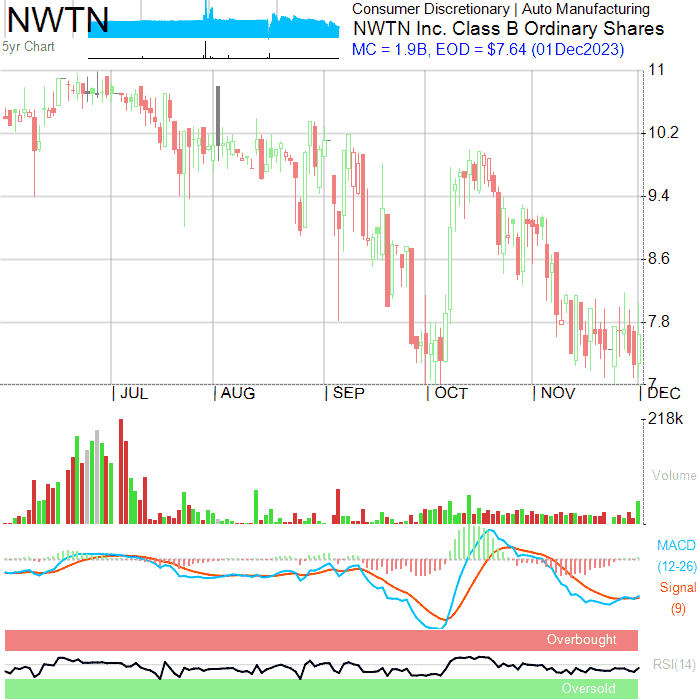 NWTN
5yr Chart
Consumer Discretionary | Auto Manufacturing
NWTN Inc. Class B Ordinary Shares
MC = 1.9B, EOD = $7.64 (01Dec2023)
11
10.2
9.4
8.6
7.8
7
| JUL | AUG | SEP | OCT | NOV | DEC
218k
Volume
MACD
(12-26)
Signal
(9)
Overbought
RSI(14)
Oversold